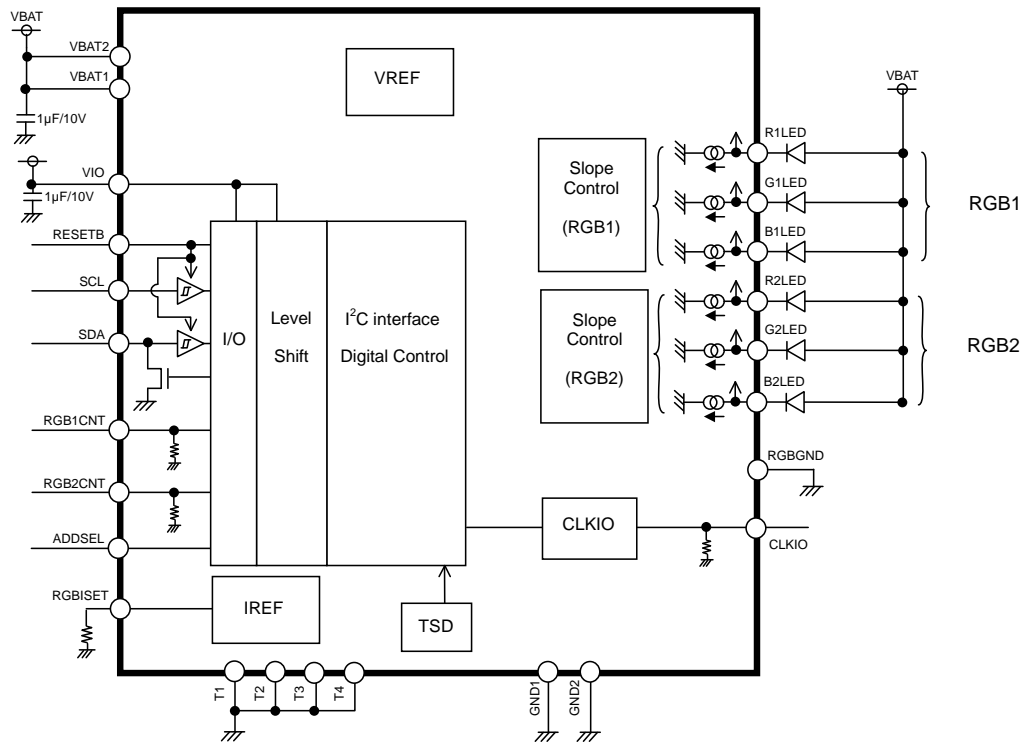 VBAT
VBAT2
VBAT1
1μF/10V
VIO
1μF/10V
RESETB
SCL
SDA
RGB1CNT
RGB2CNT
ADDSEL
RGBISET
VREF
I/O
Level
Shift
I²C interface
Digital Control
IREF
TSD
CLKIO
Slope
Control
(RGB1)
Slope
Control
(RGB2)
VBAT
R1LED
G1LED
B1LED
R2LED
G2LED
B2LED
RGB1
RGB2
RGBGND
CLKIO
T1
T2
T3
T4
GND1
GND2